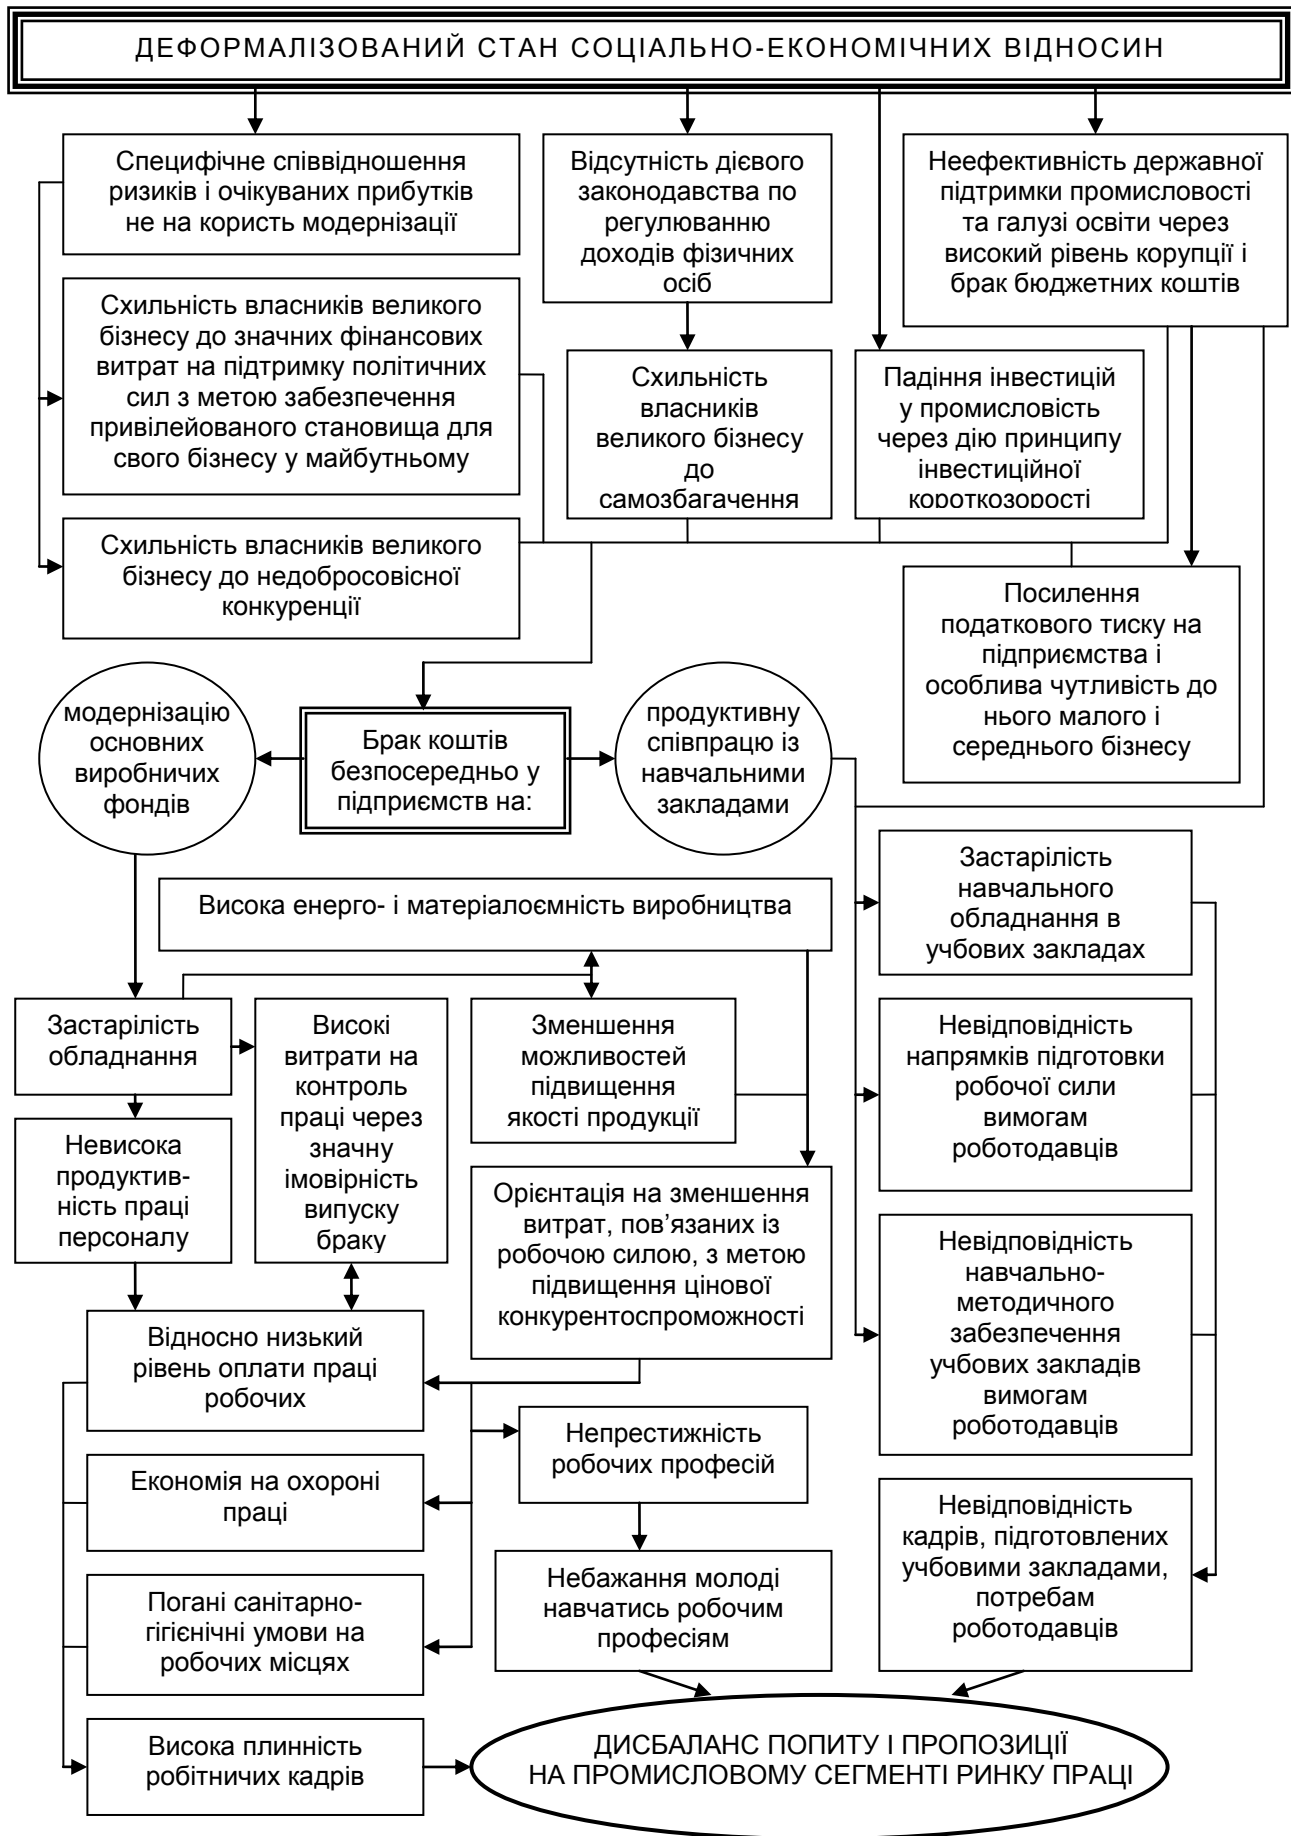 ДЕФОРМАЛІЗОВАНИЙ СТАН СОЦІАЛЬНО-ЕКОНОМІЧНИХ ВІДНОСИН
Специфічне співвідношення
ризиків і очікуваних прибутків
не на користь модернізації
Відсутність дієвого
законодавства по
регулюванню
доходів фізичних
осіб
Неефективність державної
підтримки промисловості
та галузі освіти через
високий рівень корупції і
брак бюджетних коштів
Схильність власників великого
бізнесу до значних фінансових
витрат на підтримку політичних
сил з метою забезпечення
привілейованого становища для
свого бізнесу у майбутньому
Схильність
власників
великого бізнесу
до
самозбагачення
Падіння інвестицій
у промисловість
через дію принципу
інвестиційної
короткозорості
Схильність власників великого
бізнесу до недобросовісної
конкуренції
Посилення
податкового тиску на
підприємства і
особлива чутливість до
нього малого і
середнього бізнесу
модернізацію
основних
виробничих
фондів
Брак коштів
безпосередньо у
підприємств на:
продуктивну
співпрацю із
навчальними
закладами
Висока енерго- і матеріалоємність виробництва
Застарілість
навчального
обладнання в
учбових закладах
Застарілість
обладнання
Високі
витрати на
контроль
праці через
значну
імовірність
випуску
браку
Зменшення
можливостей
підвищення
якості продукції
Невідповідність
напрямків підготовки
робочої сили
вимогам
роботодавців
Невисока
продуктив-
ність праці
персоналу
Орієнтація на зменшення
витрат, пов’язаних із
робочою силою, з метою
підвищення цінової
конкурентоспроможності
Невідповідність
навчально-
методичного
забезпечення
учбових закладів
вимогам
роботодавців
Відносно низький
рівень оплати праці
робочих
Непрестижність
робочих професій
Економія на охороні
праці
Невідповідність
кадрів, підготовлених
учбовими закладами,
потребам
роботодавців
Небажання молоді
навчатись робочим
професіям
Погані санітарно-
гігієнічні умови на
робочих місцях
Висока плинність
робітничих кадрів
ДИСБАЛАНС ПОПИТУ І ПРОПОЗИЦІЇ
НА ПРОМИСЛОВОМУ СЕГМЕНТІ РИНКУ ПРАЦІ